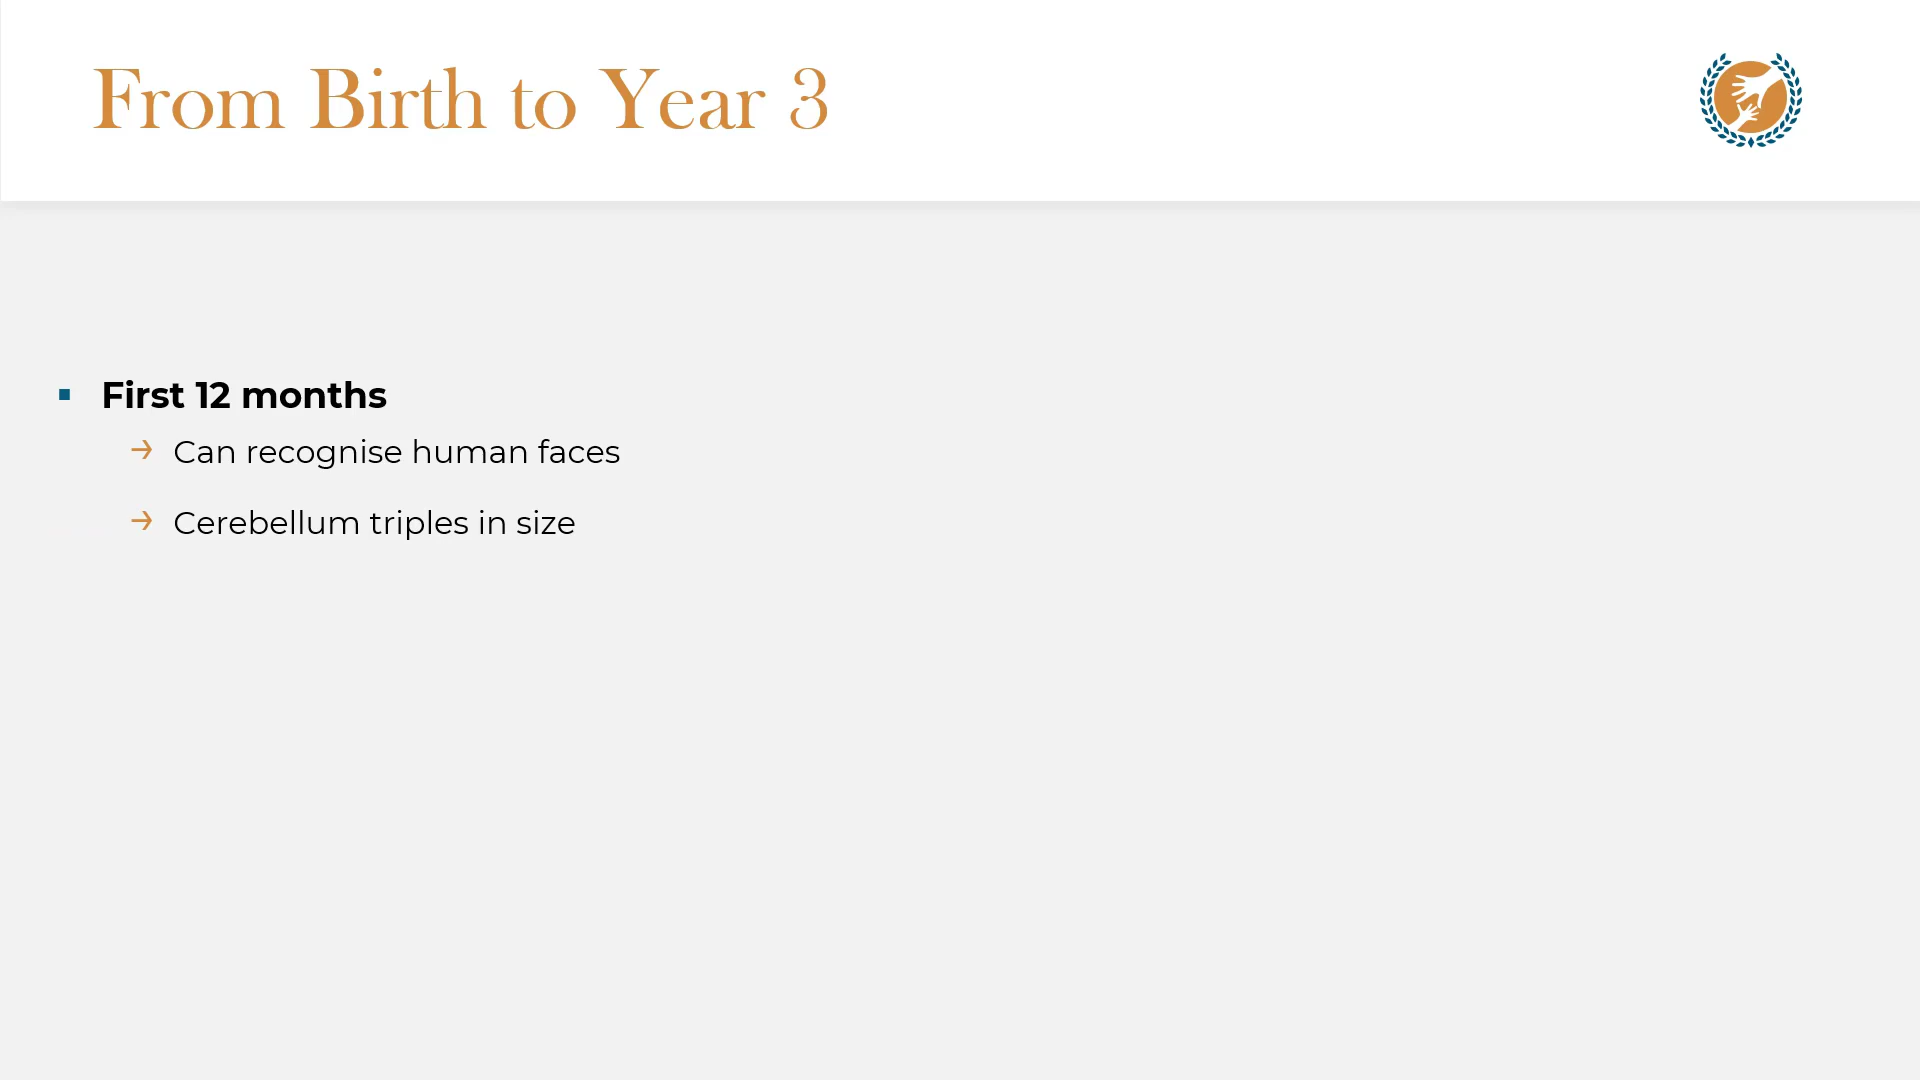 From Birth to Year 3
▪ First 12 months
→ Can recognise human faces
→ Cerebellum triples in size